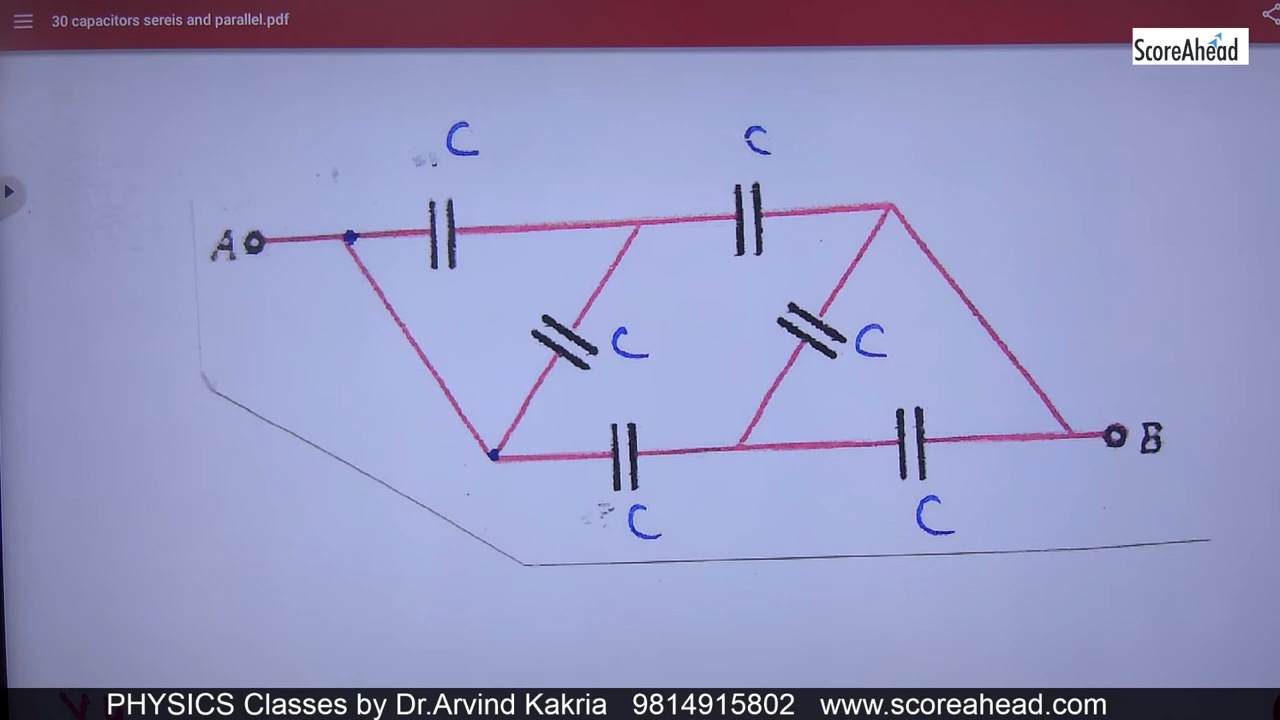 30 capacitors sereis and parallel.pdf
ScoreAhead
C C
A
C C
B
C C
PHYSICS Classes by Dr.Arvind Kakria 9814915802 www.scoreahead.com